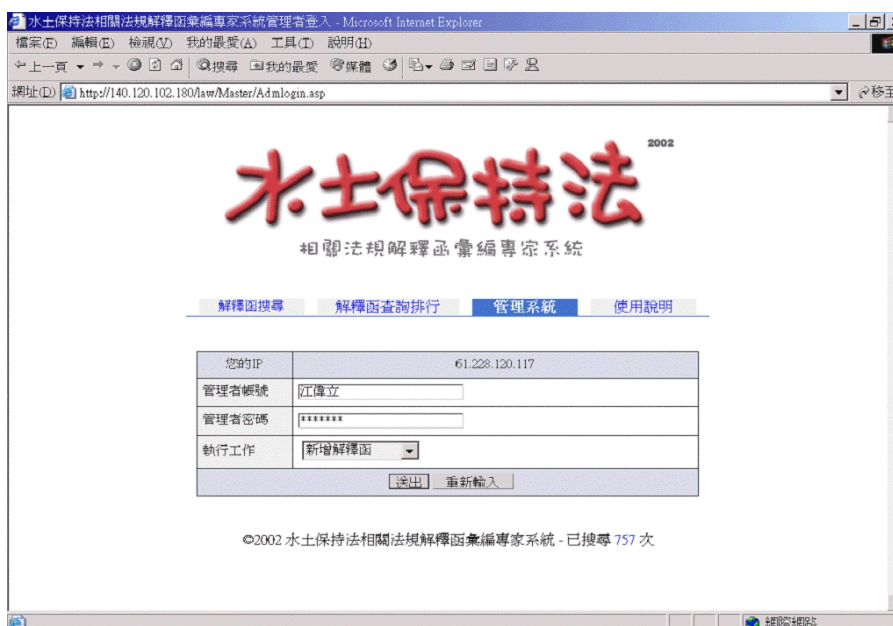 水土保持法相關法規解釋函彙編專家系統管理者登入 - Microsoft Internet Explorer
檔案(F) 編輯(E) 檢視(V) 我的最愛(A) 工具(T) 說明(H)
上一頁 搜尋 我的最愛 媒體
網址(D) http://140.120.102.180/law/Master/Admlogin.asp 移至
2002
水土保持法
相關法規解釋函彙編專家系統
解釋函搜尋 解釋函查詢排行 管理系統 使用說明
您的IP 61.228.120.117
管理者帳號 江偉立
管理者密碼 *******
執行工作 新增解釋函
送出 重新輸入
©2002 水土保持法相關法規解釋函彙編專家系統 - 已搜尋 757 次
網際網路